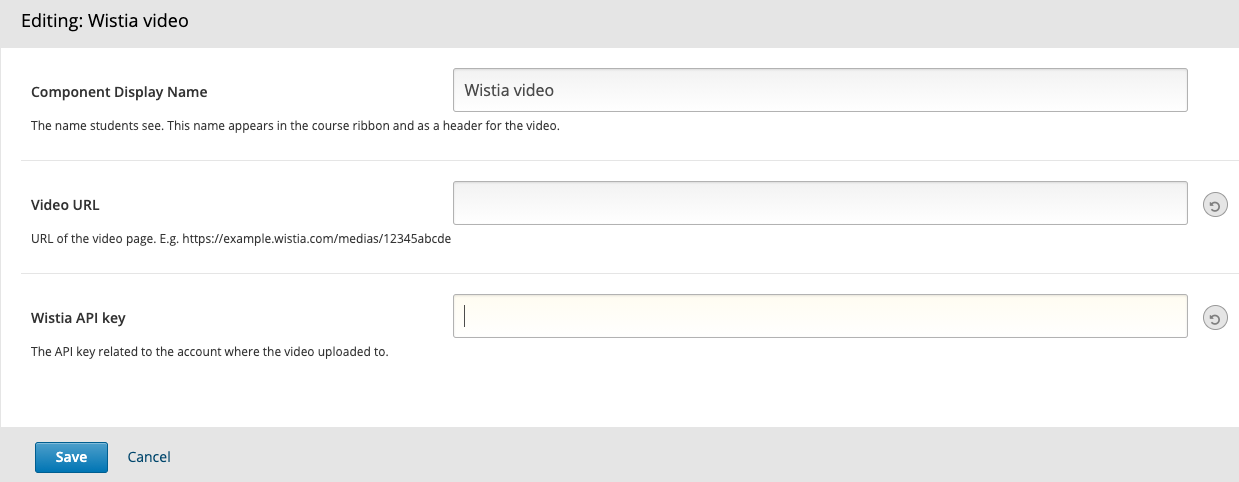 Editing: Wistia video
Component Display Name
Wistia video
The name students see. This name appears in the course ribbon and as a header for the video.
Video URL
URL of the video page. E.g. https://example.wistia.com/medias/12345abcde
Wistia API key
The API key related to the account where the video uploaded to.
Save
Cancel